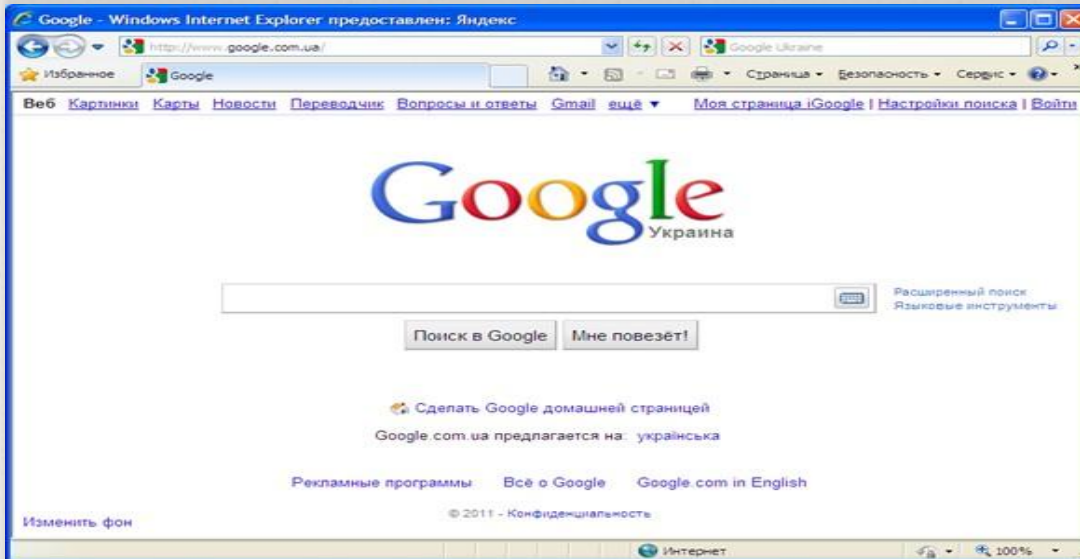 Google - Windows Internet Explorer предоставлен: Яндекс
http://www.google.com.ua/ Google Ukraine
Избранное Google Страница Безопасность Сервис
Веб Картинки Карты Новости Переводчик Вопросы и ответы Gmail ещё ▼ Моя страница iGoogle | Настройки поиска | Войти
Google
Украина
Расширенный поиск
Языковые инструменты
Поиск в Google Мне повезёт!
Сделать Google домашней страницей
Google.com.ua предлагается на: українська
Рекламные программы Всё о Google Google.com in English
© 2011 - Конфиденциальность
Изменить фон
Интернет 100%